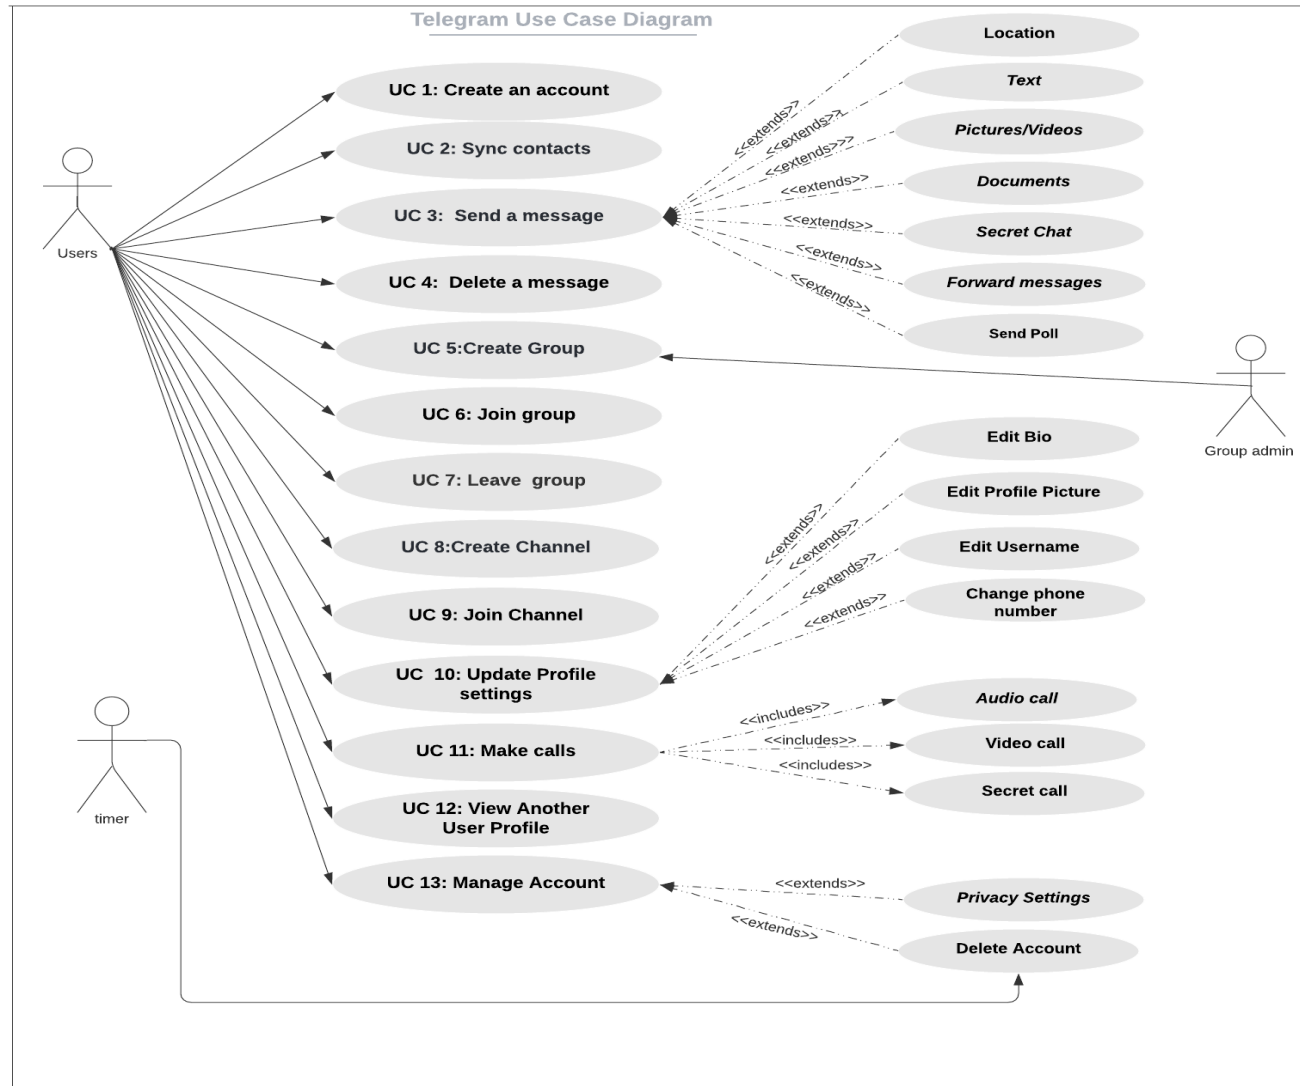 Telegram Use Case Diagram
UC 1: Create an account
UC 2: Sync contacts
UC 3:  Send a message
UC 4:  Delete a message
UC 5:Create Group
UC 6: Join group
UC 7: Leave  group
UC 8:Create Channel
UC 9: Join Channel
UC  10: Update Profile
settings
UC 11: Make calls
UC 12: View Another
User Profile
UC 13: Manage Account
Users
timer
Group admin
<<extends>>
<<extends>>
<<extends>>>
<<extends>>
<<extends>>
<<extends>>
<<extends>>
Location
Text
Pictures/Videos
Documents
Secret Chat
Forward messages
Send Poll
<<extends>>
<<extends>>
<<extends>>
<<extends>>
Edit Bio
Edit Profile Picture
Edit Username
Change phone
number
<<includes>>
<<includes>>
<<includes>>
Audio call
Video call
Secret call
<<extends>>
<<extends>>
Privacy Settings
Delete Account